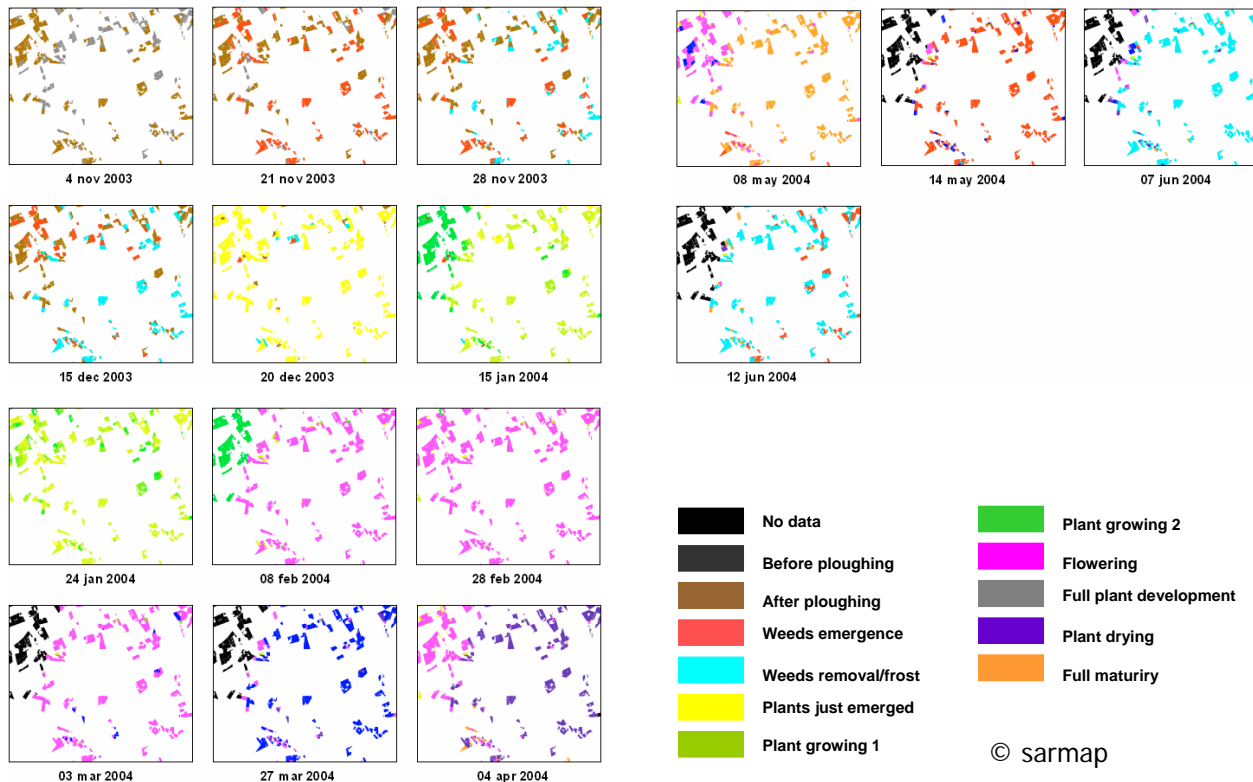 4 nov 2003
21 nov 2003
28 nov 2003
08 may 2004
14 may 2004
07 jun 2004
15 dec 2003
20 dec 2003
15 jan 2004
12 jun 2004
24 jan 2004
08 feb 2004
28 feb 2004
03 mar 2004
27 mar 2004
04 apr 2004
No data
Before ploughing
After ploughing
Weeds emergence
Weeds removal/frost
Plants just emerged
Plant growing 1
Plant growing 2
Flowering
Full plant development
Plant drying
Full maturiry
© sarmap